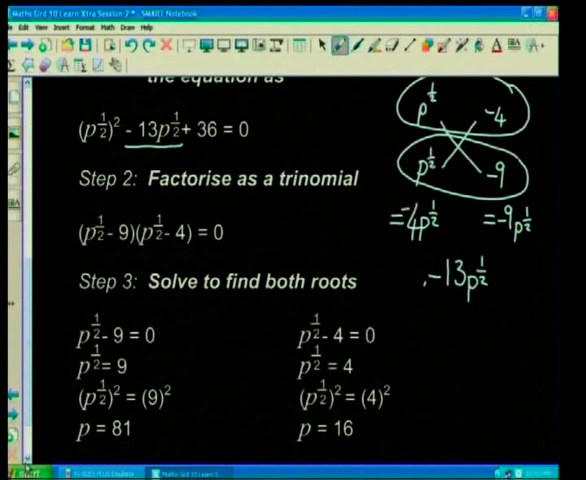 Maths Grd 10 Learn Xtra Session 2 * - SMART Notebook
Edit View Insert Format Math Draw Help
the equation as
(p^{1/2})² - 13p^{1/2} + 36 = 0
Step 2: Factorise as a trinomial
(p^{1/2} - 9)(p^{1/2} - 4) = 0
Step 3: Solve to find both roots
p^{1/2} - 9 = 0
p^{1/2} = 9
(p^{1/2})² = (9)²
p = 81
p^{1/2} - 4 = 0
p^{1/2} = 4
(p^{1/2})² = (4)²
p = 16
p^{1/2} -4
p^{1/2} -9
= -4p^{1/2} = -9p^{1/2}
-13p^{1/2}
start